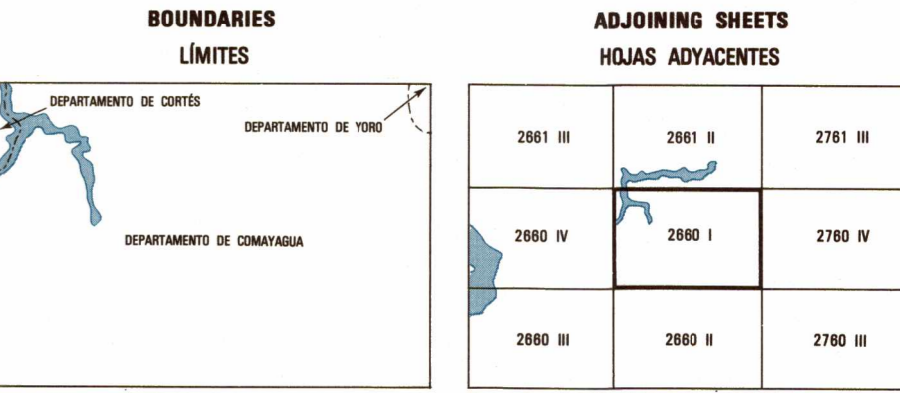 BOUNDARIES
LÍMITES
DEPARTAMENTO DE CORTÉS
DEPARTAMENTO DE YORO
DEPARTAMENTO DE COMAYAGUA
ADJOINING SHEETS
HOJAS ADYACENTES
2661 III 2661 II 2761 III
2660 IV 2660 I 2760 IV
2660 III 2660 II 2760 III